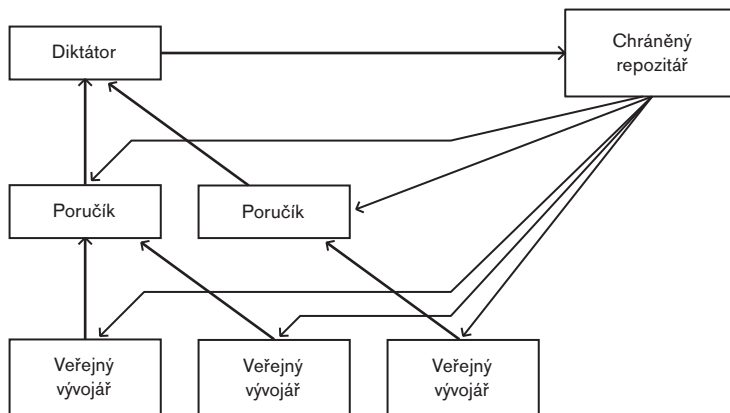 Diktátor
Chráněný
repozitář
Poručík
Poručík
Veřejný
vývojář
Veřejný
vývojář
Veřejný
vývojář